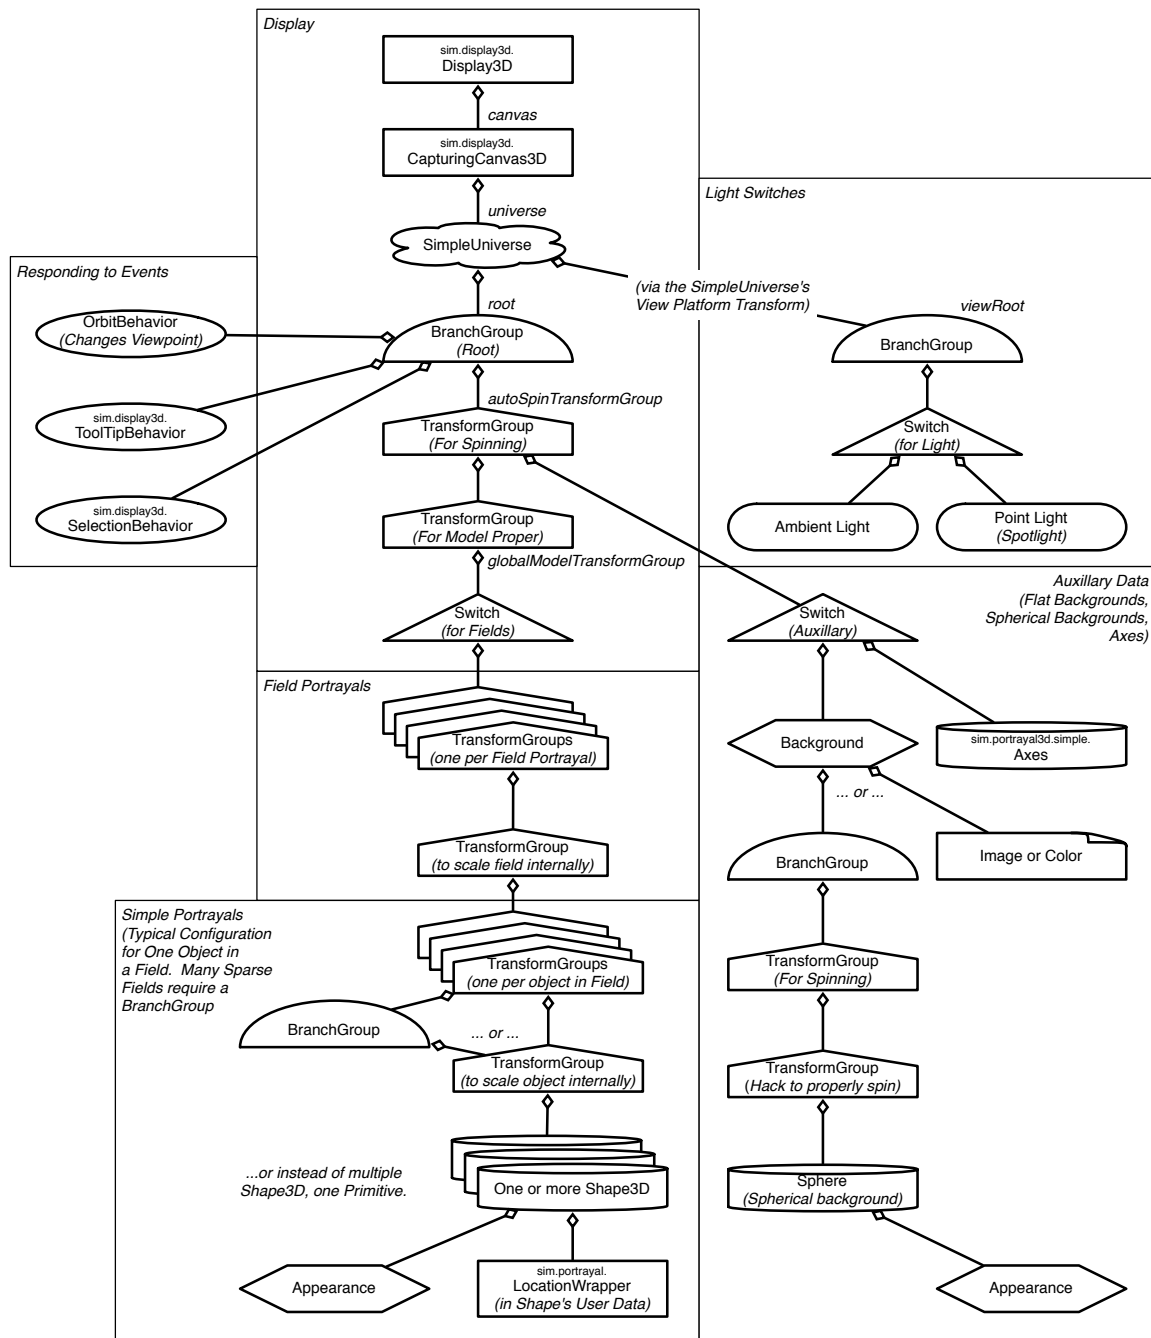 Display
sim.display3d.
Display3D
canvas
sim.display3d.
CapturingCanvas3D
universe
SimpleUniverse
root
BranchGroup
(Root)
autoSpinTransformGroup
TransformGroup
(For Spinning)
TransformGroup
(For Model Proper)
globalModelTransformGroup
Switch
(for Fields)
Responding to Events
OrbitBehavior
(Changes Viewpoint)
sim.display3d.
ToolTipBehavior
sim.display3d.
SelectionBehavior
Light Switches
(via the SimpleUniverse's
View Platform Transform)
viewRoot
BranchGroup
Switch
(for Light)
Ambient Light
Point Light
(Spotlight)
Auxillary Data
(Flat Backgrounds,
Spherical Backgrounds,
Axes)
Switch
(Auxillary)
Background
sim.portrayal3d.simple.
Axes
... or ...
BranchGroup
Image or Color
TransformGroup
(For Spinning)
TransformGroup
(Hack to properly spin)
Sphere
(Spherical background)
Appearance
Field Portrayals
TransformGroups
(one per Field Portrayal)
TransformGroup
(to scale field internally)
Simple Portrayals
(Typical Configuration
for One Object in
a Field. Many Sparse
Fields require a
BranchGroup
TransformGroups
(one per object in Field)
BranchGroup
... or ...
TransformGroup
(to scale object internally)
...or instead of multiple
Shape3D, one Primitive.
One or more Shape3D
Appearance
sim.portrayal.
LocationWrapper
(in Shape's User Data)